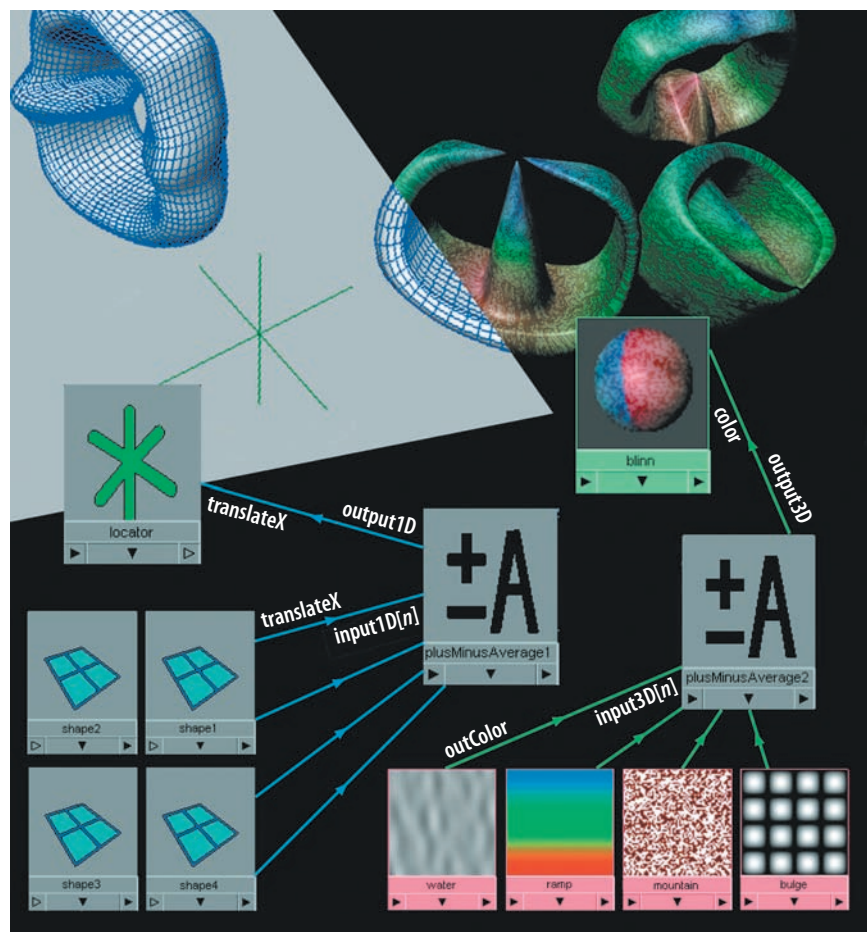 color
output3D
blinn
translateX
output1D
locator
translateX
input1D[n]
plusMinusAverage1
input3D[n]
plusMinusAverage2
shape2
shape1
outColor
shape3
shape4
water
ramp
mountain
bulge